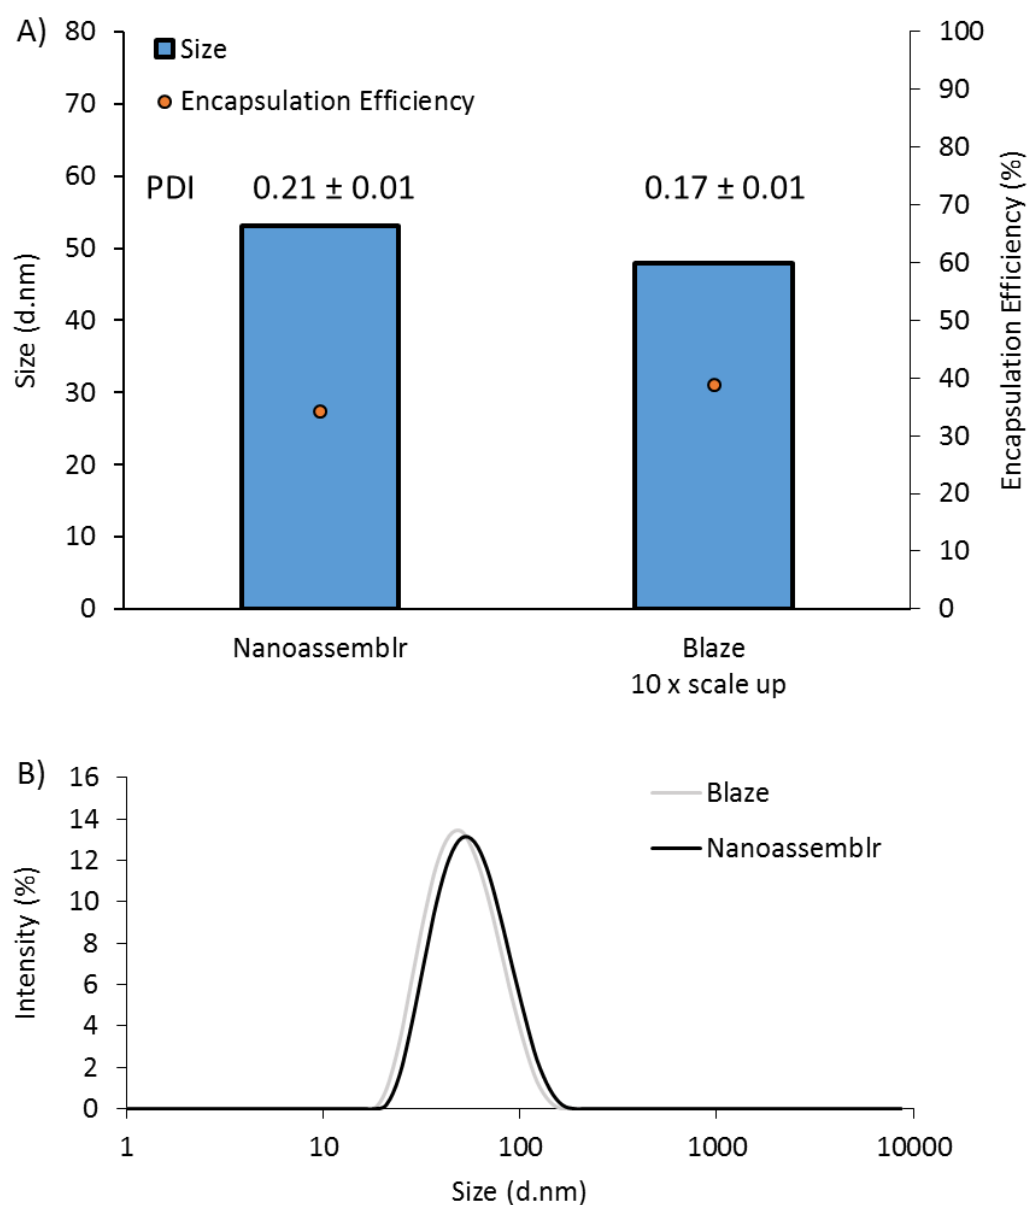 A)
Size
Encapsulation Efficiency
PDI 0.21 ± 0.01 0.17 ± 0.01
Size (d.nm)
80
70
60
50
40
30
20
10
0
Encapsulation Efficiency (%)
100
90
80
70
60
50
40
30
20
10
0
Nanoassemblr Blaze
10 x scale up
B)
Blaze
Nanoassemblr
Intensity (%)
16
14
12
10
8
6
4
2
0
1 10 100 1000 10000
Size (d.nm)